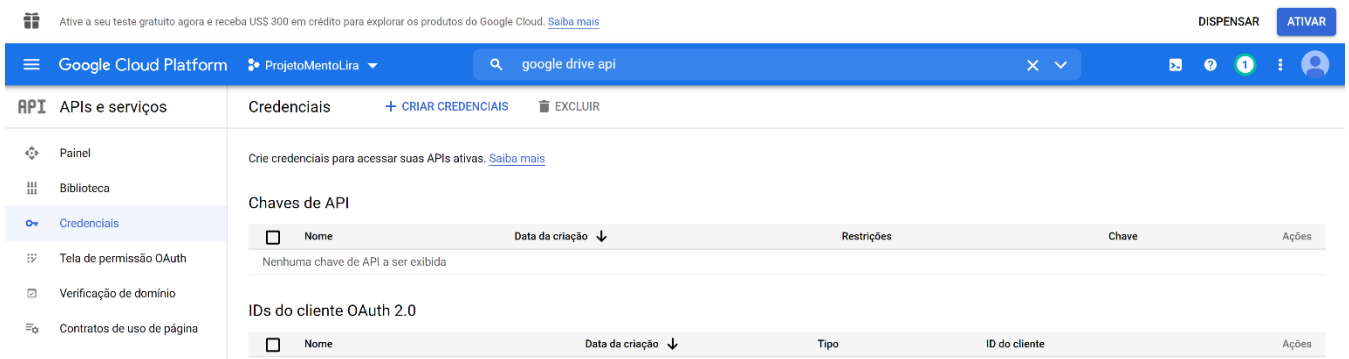 Ative a seu teste gratuito agora e receba US$ 300 em crédito para explorar os produtos do Google Cloud. Saiba mais DISPENSAR ATIVAR
Google Cloud Platform ProjetoMentoLira google drive api 1
API APIs e serviços Credenciais + CRIAR CREDENCIAIS EXCLUIR
Painel
Crie credenciais para acessar suas APIs ativas. Saiba mais
Biblioteca
Chaves de API
Credenciais
Nome Data da criação Restrições Chave Ações
Tela de permissão OAuth
Nenhuma chave de API a ser exibida
Verificação de domínio
IDs do cliente OAuth 2.0
Contratos de uso de página
Nome Data da criação Tipo ID do cliente Ações